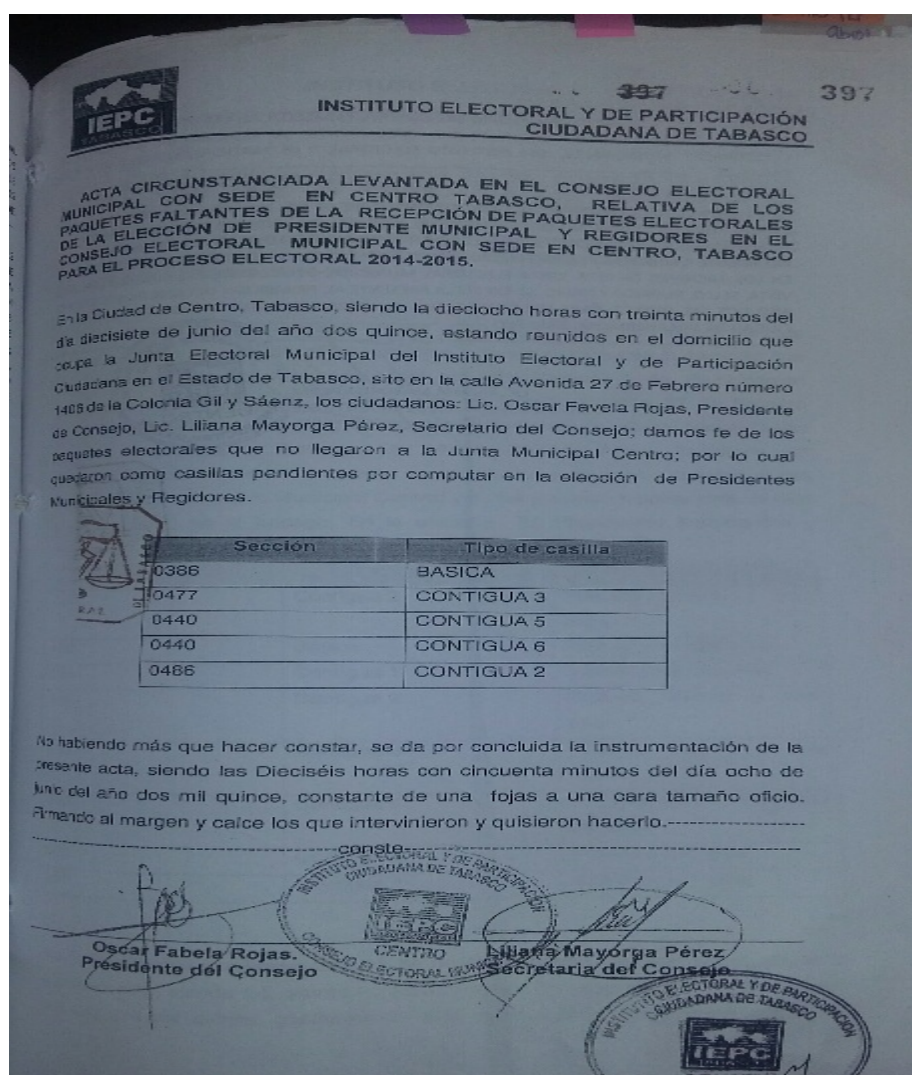 397 397
IEPC
TABASCO
INSTITUTO ELECTORAL Y DE PARTICIPACIÓN
CIUDADANA DE TABASCO
ACTA CIRCUNSTANCIADA LEVANTADA EN EL CONSEJO ELECTORAL
MUNICIPAL CON SEDE EN CENTRO TABASCO, RELATIVA DE LOS
PAQUETES FALTANTES DE LA RECEPCIÓN DE PAQUETES ELECTORALES
DE LA ELECCIÓN DE PRESIDENTE MUNICIPAL Y REGIDORES EN EL
CONSEJO ELECTORAL MUNICIPAL CON SEDE EN CENTRO, TABASCO
PARA EL PROCESO ELECTORAL 2014-2015.
En la Ciudad de Centro, Tabasco, siendo la dieciocho horas con treinta minutos del
día diecisiete de junio del año dos quince, estando reunidos en el domicilio que
ocupa la Junta Electoral Municipal del Instituto Electoral y de Participación
Ciudadana en el Estado de Tabasco, sito en la calle Avenida 27 de Febrero número
1406 de la Colonia Gil y Sáenz, los ciudadanos: Lic. Oscar Favela Rojas, Presidente
de Consejo, Lic. Liliana Mayorga Pérez, Secretario del Consejo; damos fe de los
paquetes electorales que no llegaron a la Junta Municipal Centro; por lo cual
quedaron como casillas pendientes por computar en la elección de Presidentes
Municipales y Regidores.
Sección Tipo de casilla
0386 BASICA
0477 CONTIGUA 3
0440 CONTIGUA 5
0440 CONTIGUA 6
0486 CONTIGUA 2
No habiendo más que hacer constar, se da por concluida la instrumentación de la
presente acta, siendo las Dieciséis horas con cincuenta minutos del día ocho de
junio del año dos mil quince, constante de una fojas a una cara tamaño oficio.
Firmando al margen y calce los que intervinieron y quisieron hacerlo.------------------
----------------------------------------conste----------------------------------------
INSTITUTO ELECTORAL Y DE PARTICIPACIÓN
CIUDADANA DE TABASCO
IEPC
CENTRO
CONSEJO ELECTORAL
Oscar Fabela Rojas.
Presidente del Consejo
Liliana Mayorga Pérez
Secretaria del Consejo
INSTITUTO ELECTORAL Y DE PARTICIPACIÓN
CIUDADANA DE TABASCO
IEPC